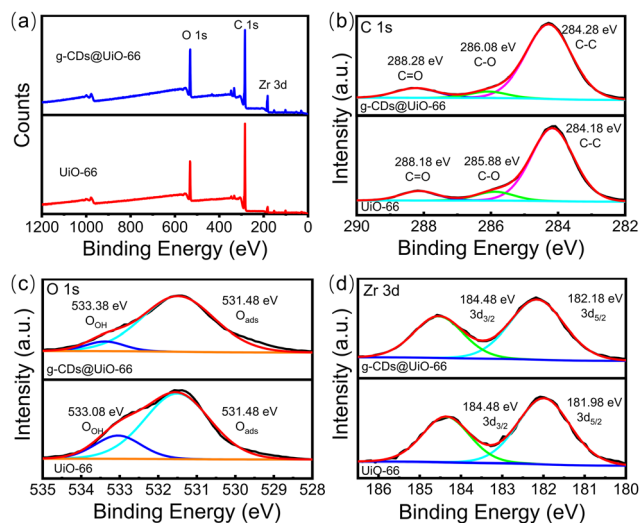 (a)
O 1s
C 1s
g-CDs@UiO-66
Zr 3d
UiO-66
Counts
1200 1000 800 600 400 200 0
Binding Energy (eV)
(b)
C 1s
284.28 eV
C-C
286.08 eV
C-O
288.28 eV
C=O
g-CDs@UiO-66
284.18 eV
C-C
288.18 eV
C=O
285.88 eV
C-O
UiO-66
Intensity (a.u.)
290 288 286 284 282
Binding Energy (eV)
(c)
O 1s
533.38 eV
OOH
531.48 eV
Oads
g-CDs@UiO-66
533.08 eV
OOH
531.48 eV
Oads
UiO-66
Intensity (a.u.)
535 534 533 532 531 530 529 528
Binding Energy (eV)
(d)
Zr 3d
184.48 eV
3d3/2
182.18 eV
3d5/2
g-CDs@UiO-66
184.48 eV
3d3/2
181.98 eV
3d5/2
UiO-66
Intensity (a.u.)
186 184 182 180
Binding Energy (eV)